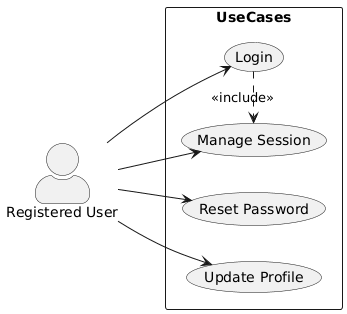 UseCases
Login
«include»
Manage Session
Registered User
Reset Password
Update Profile